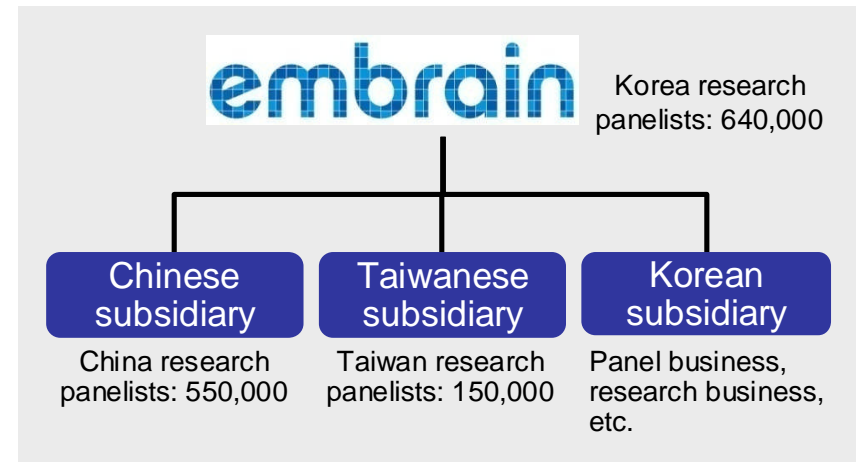 embrain
Korea research
panelists: 640,000
Chinese
subsidiary
Taiwanese
subsidiary
Korean
subsidiary
China research
panelists: 550,000
Taiwan research
panelists: 150,000
Panel business,
research business,
etc.